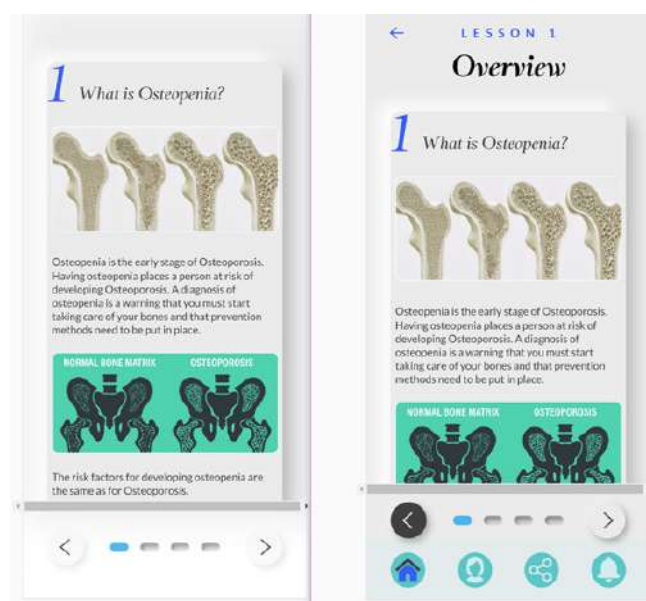 1 What is Osteopenia?
Osteopenia is the early stage of Osteoporosis.
Having osteopenia places a person at risk of
developing Osteoporosis. A diagnosis of
osteopenia is a warning that you must start
taking care of your bones and that prevention
methods need to be put in place.
NORMAL BONE MATRIX OSTEOPOROSIS
The risk factors for developing osteopenia are
the same as for Osteoporosis.
LESSON 1
Overview
1 What is Osteopenia?
Osteopenia is the early stage of Osteoporosis.
Having osteopenia places a person at risk of
developing Osteoporosis. A diagnosis of
osteopenia is a warning that you must start
taking care of your bones and that prevention
methods need to be put in place.
NORMAL BONE MATRIX OSTEOPOROSIS